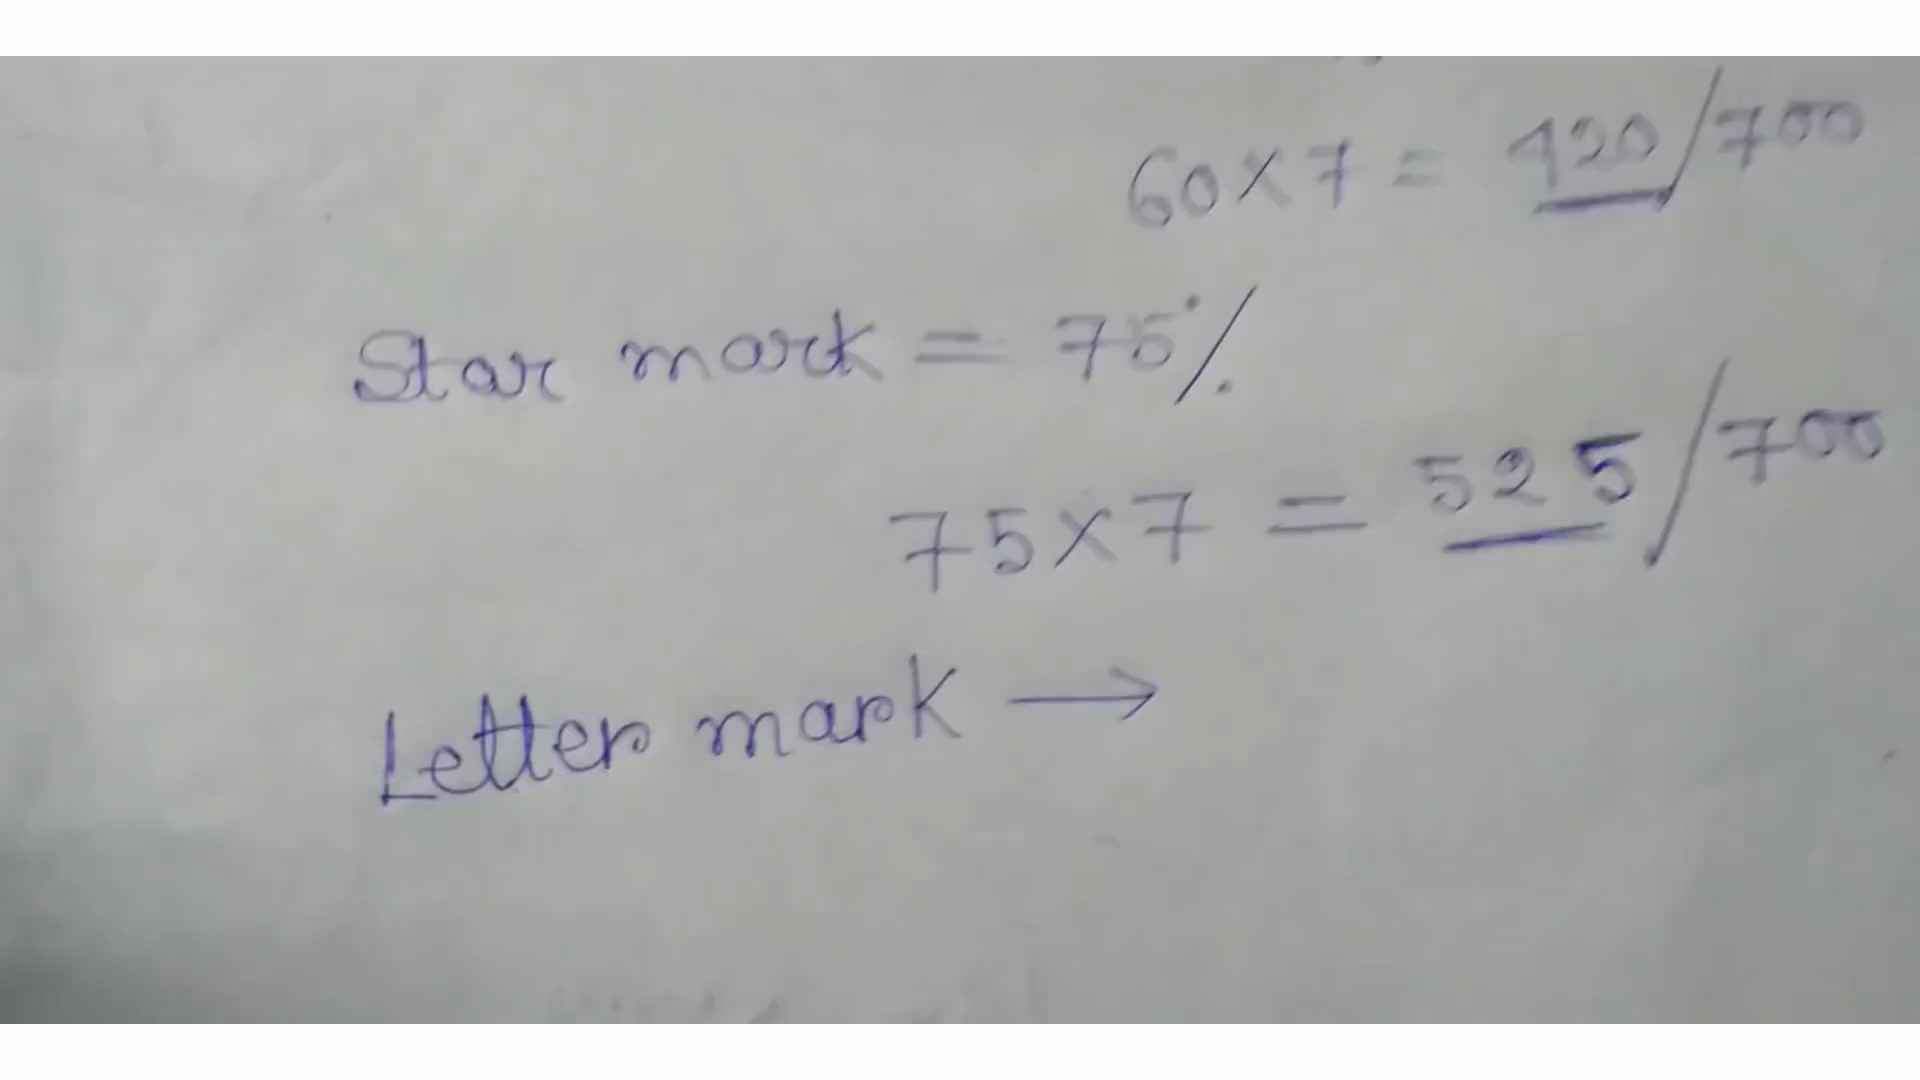 60×7 = 420/700
Star mark = 75%
75×7 = 525/700
Letter mark →